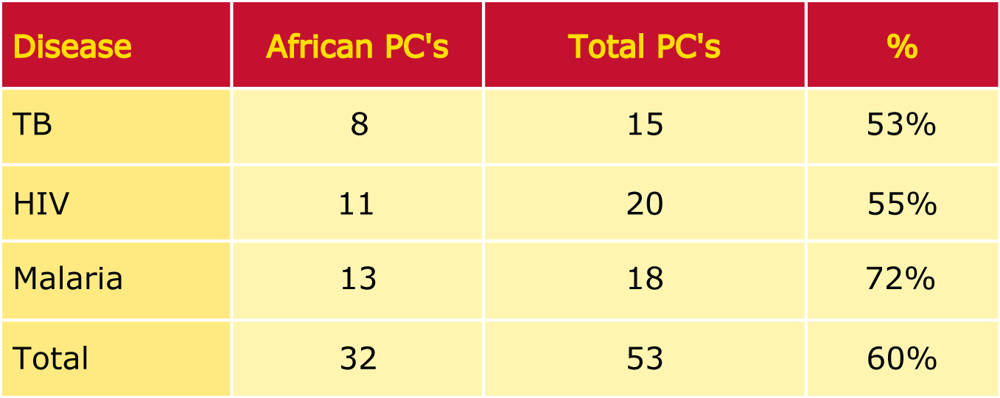 Disease African PC's Total PC's %
TB 8 15 53%
HIV 11 20 55%
Malaria 13 18 72%
Total 32 53 60%